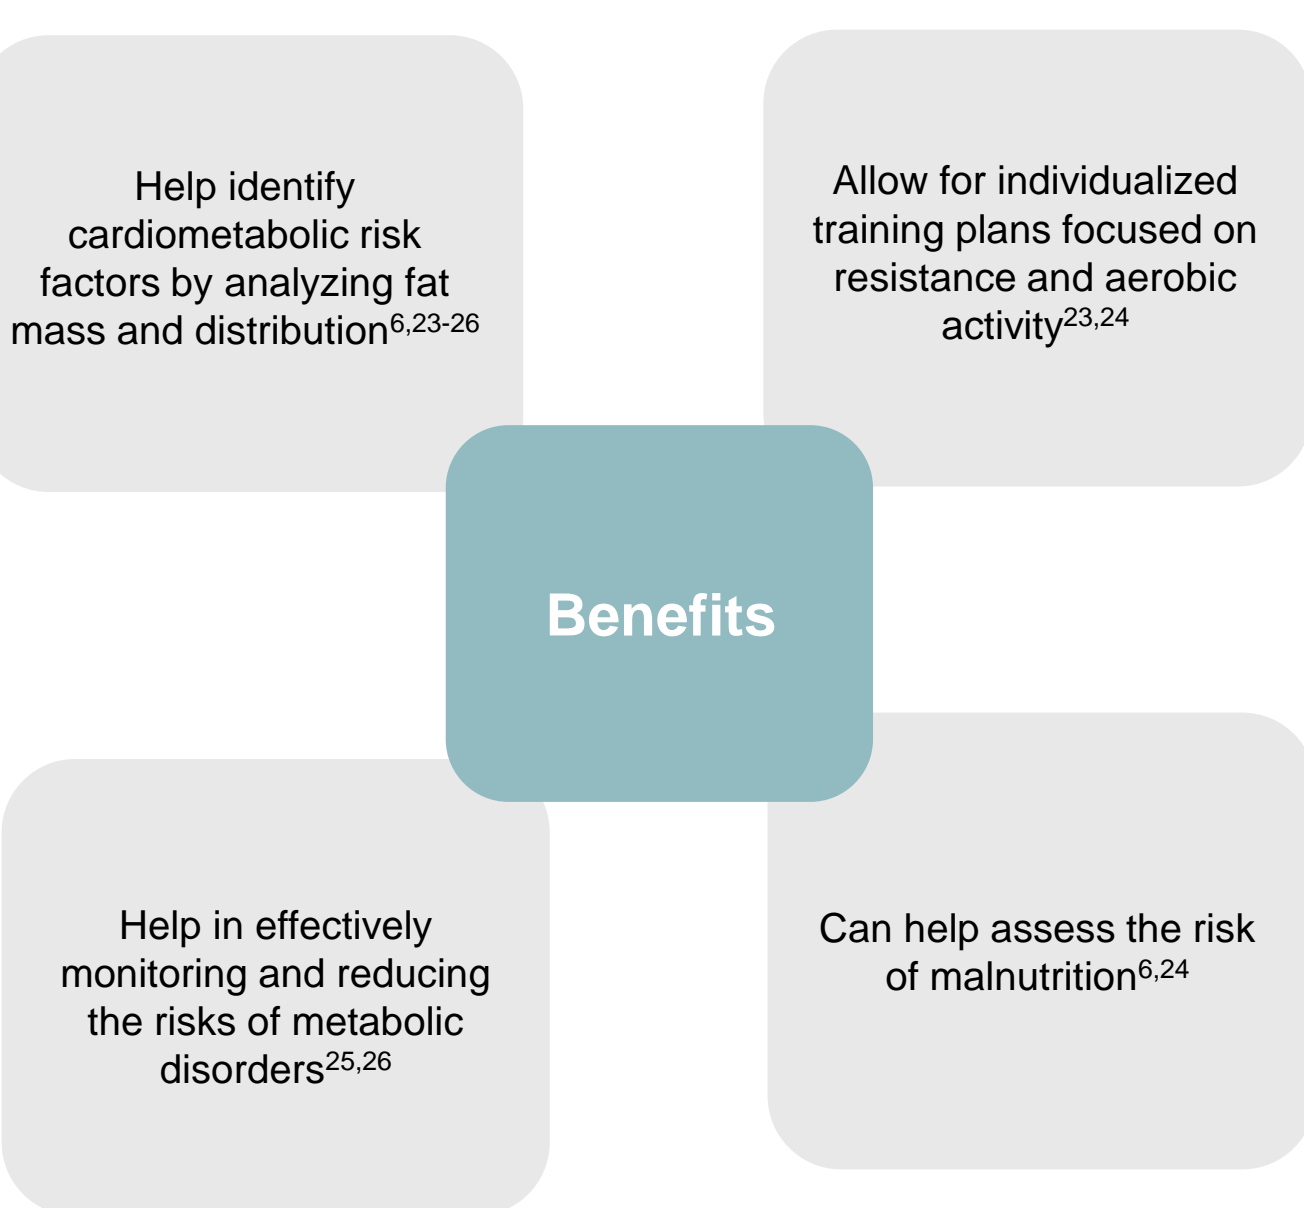 Help identify
cardiometabolic risk
factors by analyzing fat
mass and distribution6,23-26
Allow for individualized
training plans focused on
resistance and aerobic
activity23,24
Benefits
Help in effectively
monitoring and reducing
the risks of metabolic
disorders25,26
Can help assess the risk
of malnutrition6,24